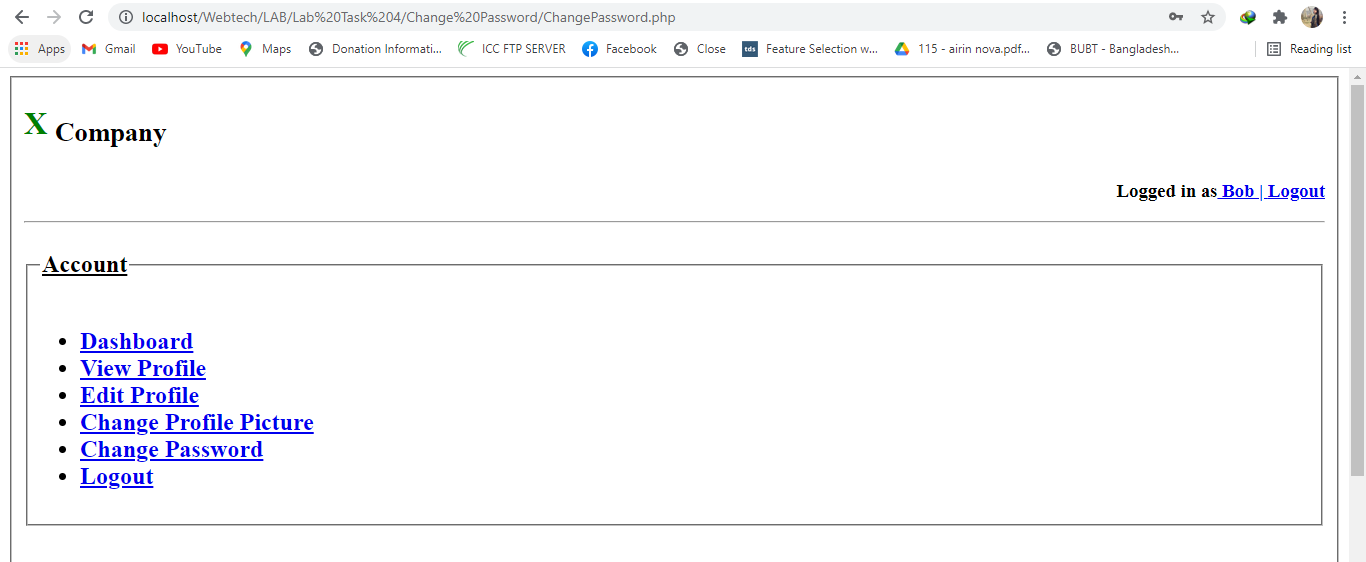 localhost/Webtech/LAB/Lab%20Task%204/Change%20Password/ChangePassword.php
Apps Gmail YouTube Maps Donation Informati... ICC FTP SERVER Facebook Close tds Feature Selection w... 115 - airin nova.pdf... BUBT - Bangladesh... Reading list
X Company
Logged in as Bob | Logout
Account
Dashboard
View Profile
Edit Profile
Change Profile Picture
Change Password
Logout